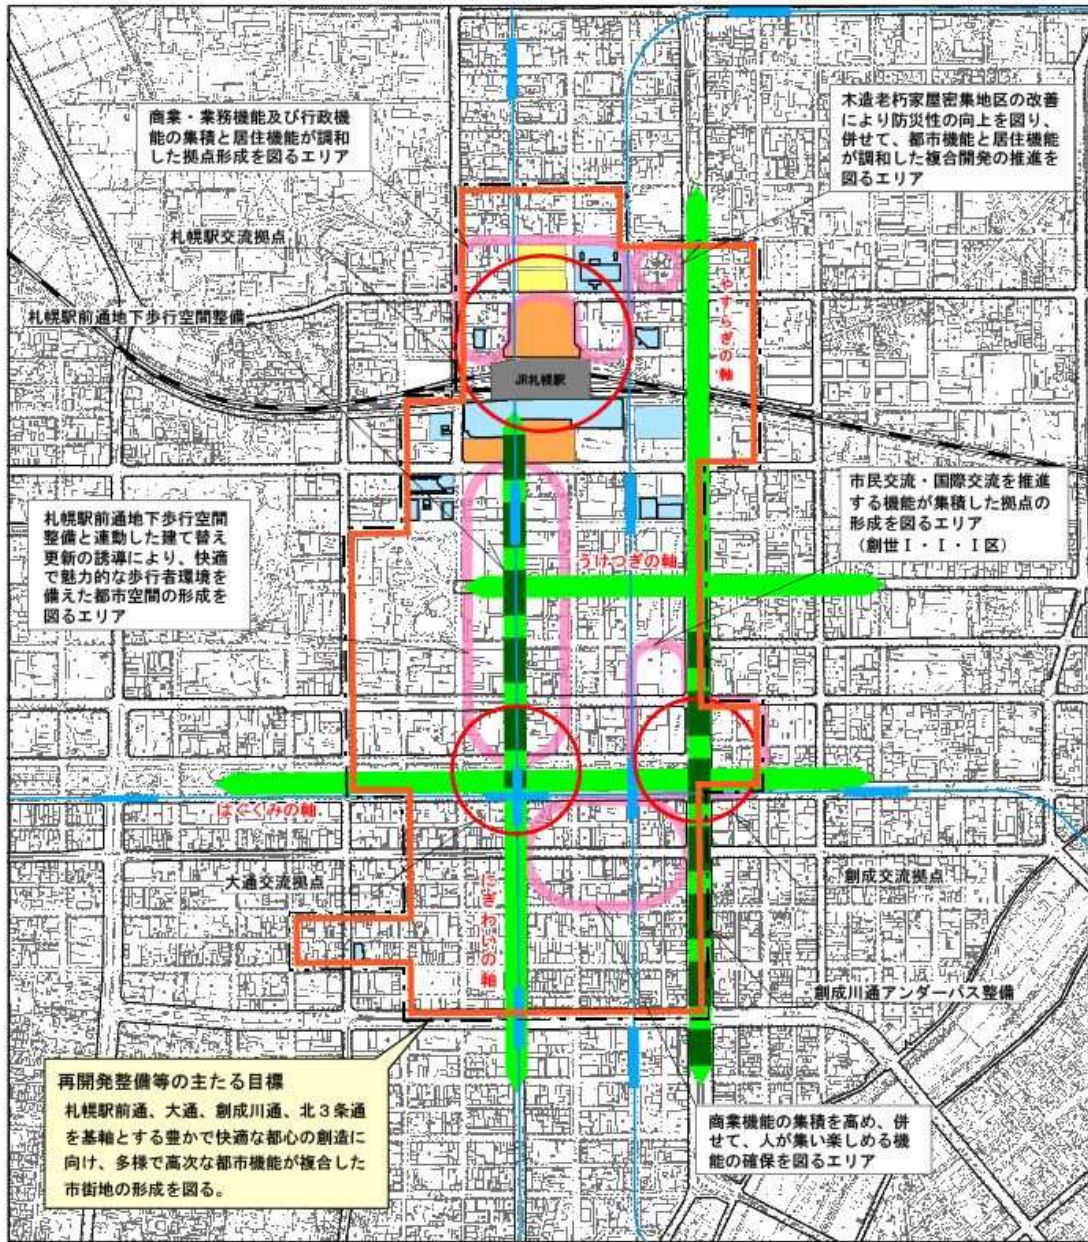 商業・業務機能及び行政機
能の集積と居住機能が調和
した拠点形成を図るエリア
木造老朽家屋密集地区の改善
により防災性の向上を図り、
併せて、都市機能と居住機能
が調和した複合開発の推進を
図るエリア
札幌駅交流拠点
札幌駅前通地下歩行空間整備
やすらぎの軸
JR札幌駅
札幌駅前通地下歩行空間
整備と連動した建て替え
更新の誘導により、快適
で魅力的な歩行者環境を
備えた都市空間の形成を
図るエリア
市民交流・国際交流を推進
する機能が集積した拠点の
形成を図るエリア
（創世Ⅰ・Ⅰ・Ⅰ区）
うけつぎの軸
はぐくみの軸
大通交流拠点
にぎわいの軸
創成交流拠点
創成川通アンダーパス整備
再開発整備等の主たる目標
札幌駅前通、大通、創成川通、北３条通
を基軸とする豊かで快適な都心の創造に
向け、多様で高次な都市機能が複合した
市街地の形成を図る。
商業機能の集積を高め、併
せて、人が集い楽しめる機
能の確保を図るエリア